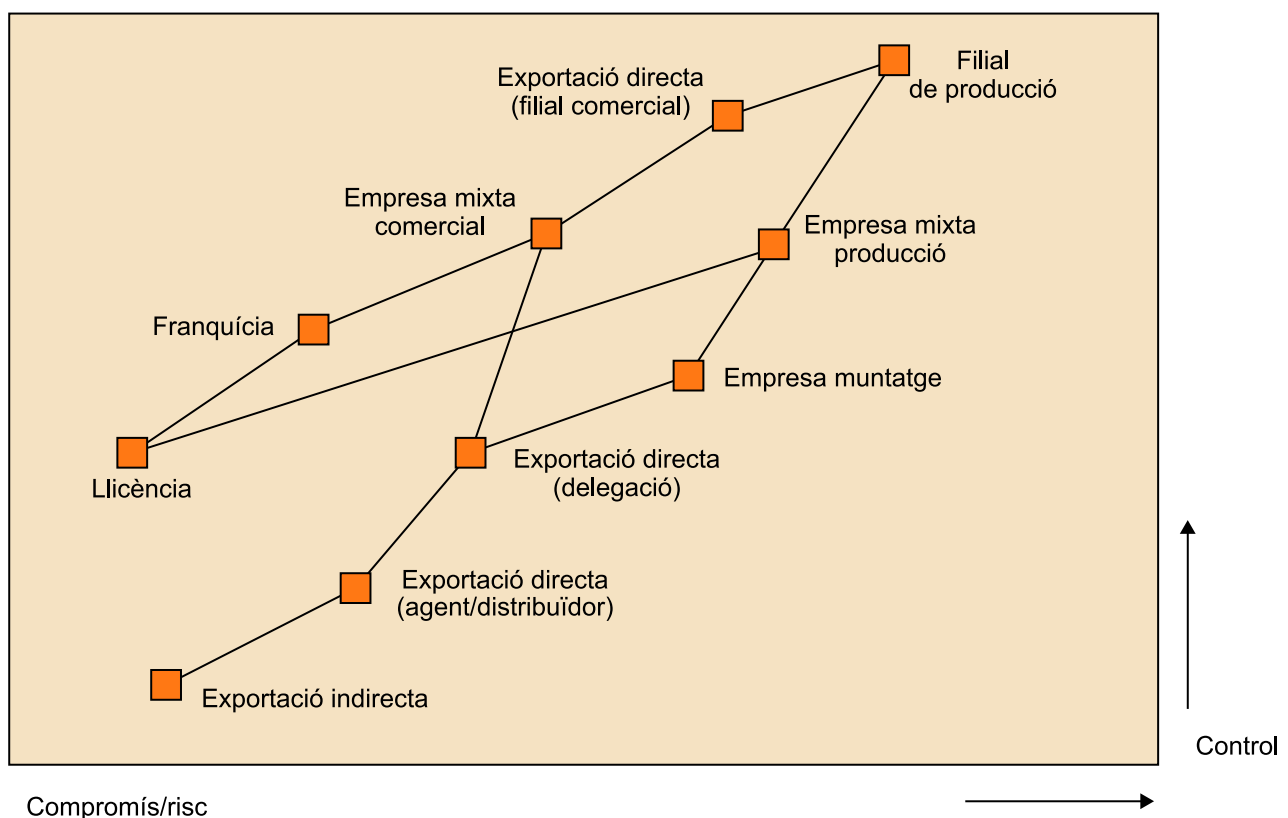 Exportació directa
(filial comercial)
Filial
de producció
Empresa mixta
comercial
Empresa mixta
producció
Franquícia
Empresa muntatge
Llicència
Exportació directa
(delegació)
Exportació directa
(agent/distribuïdor)
Exportació indirecta
Control
Compromís/risc